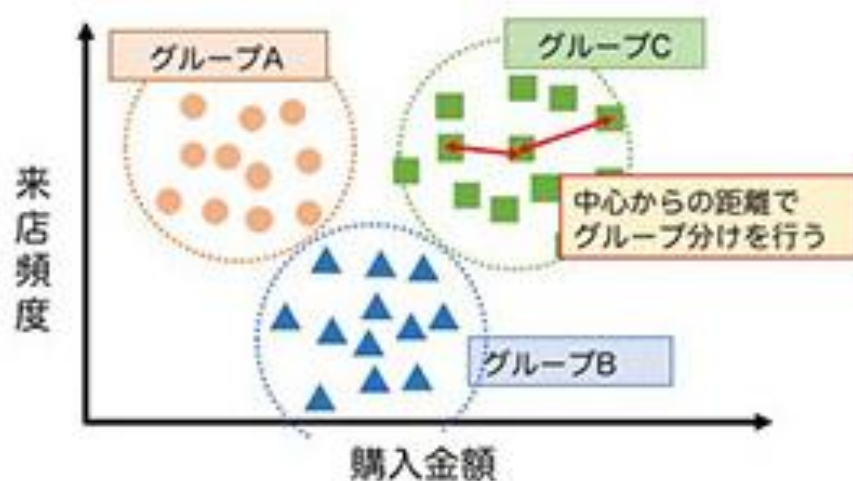 グループA
グループC
来店頻度
中心からの距離で
グループ分けを行う
グループB
購入金額